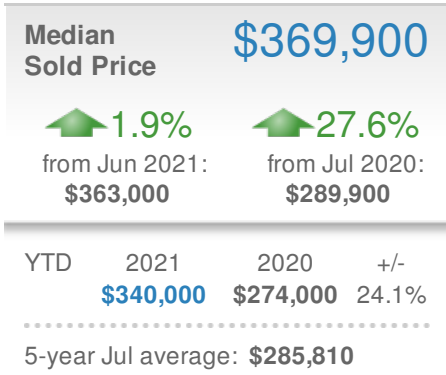 Median $369,900
Sold Price
1.9% 27.6%
from Jun 2021: from Jul 2020:
$363,000 $289,900
YTD 2021 2020 +/-
$340,000 $274,000 24.1%
5-year Jul average: $285,810